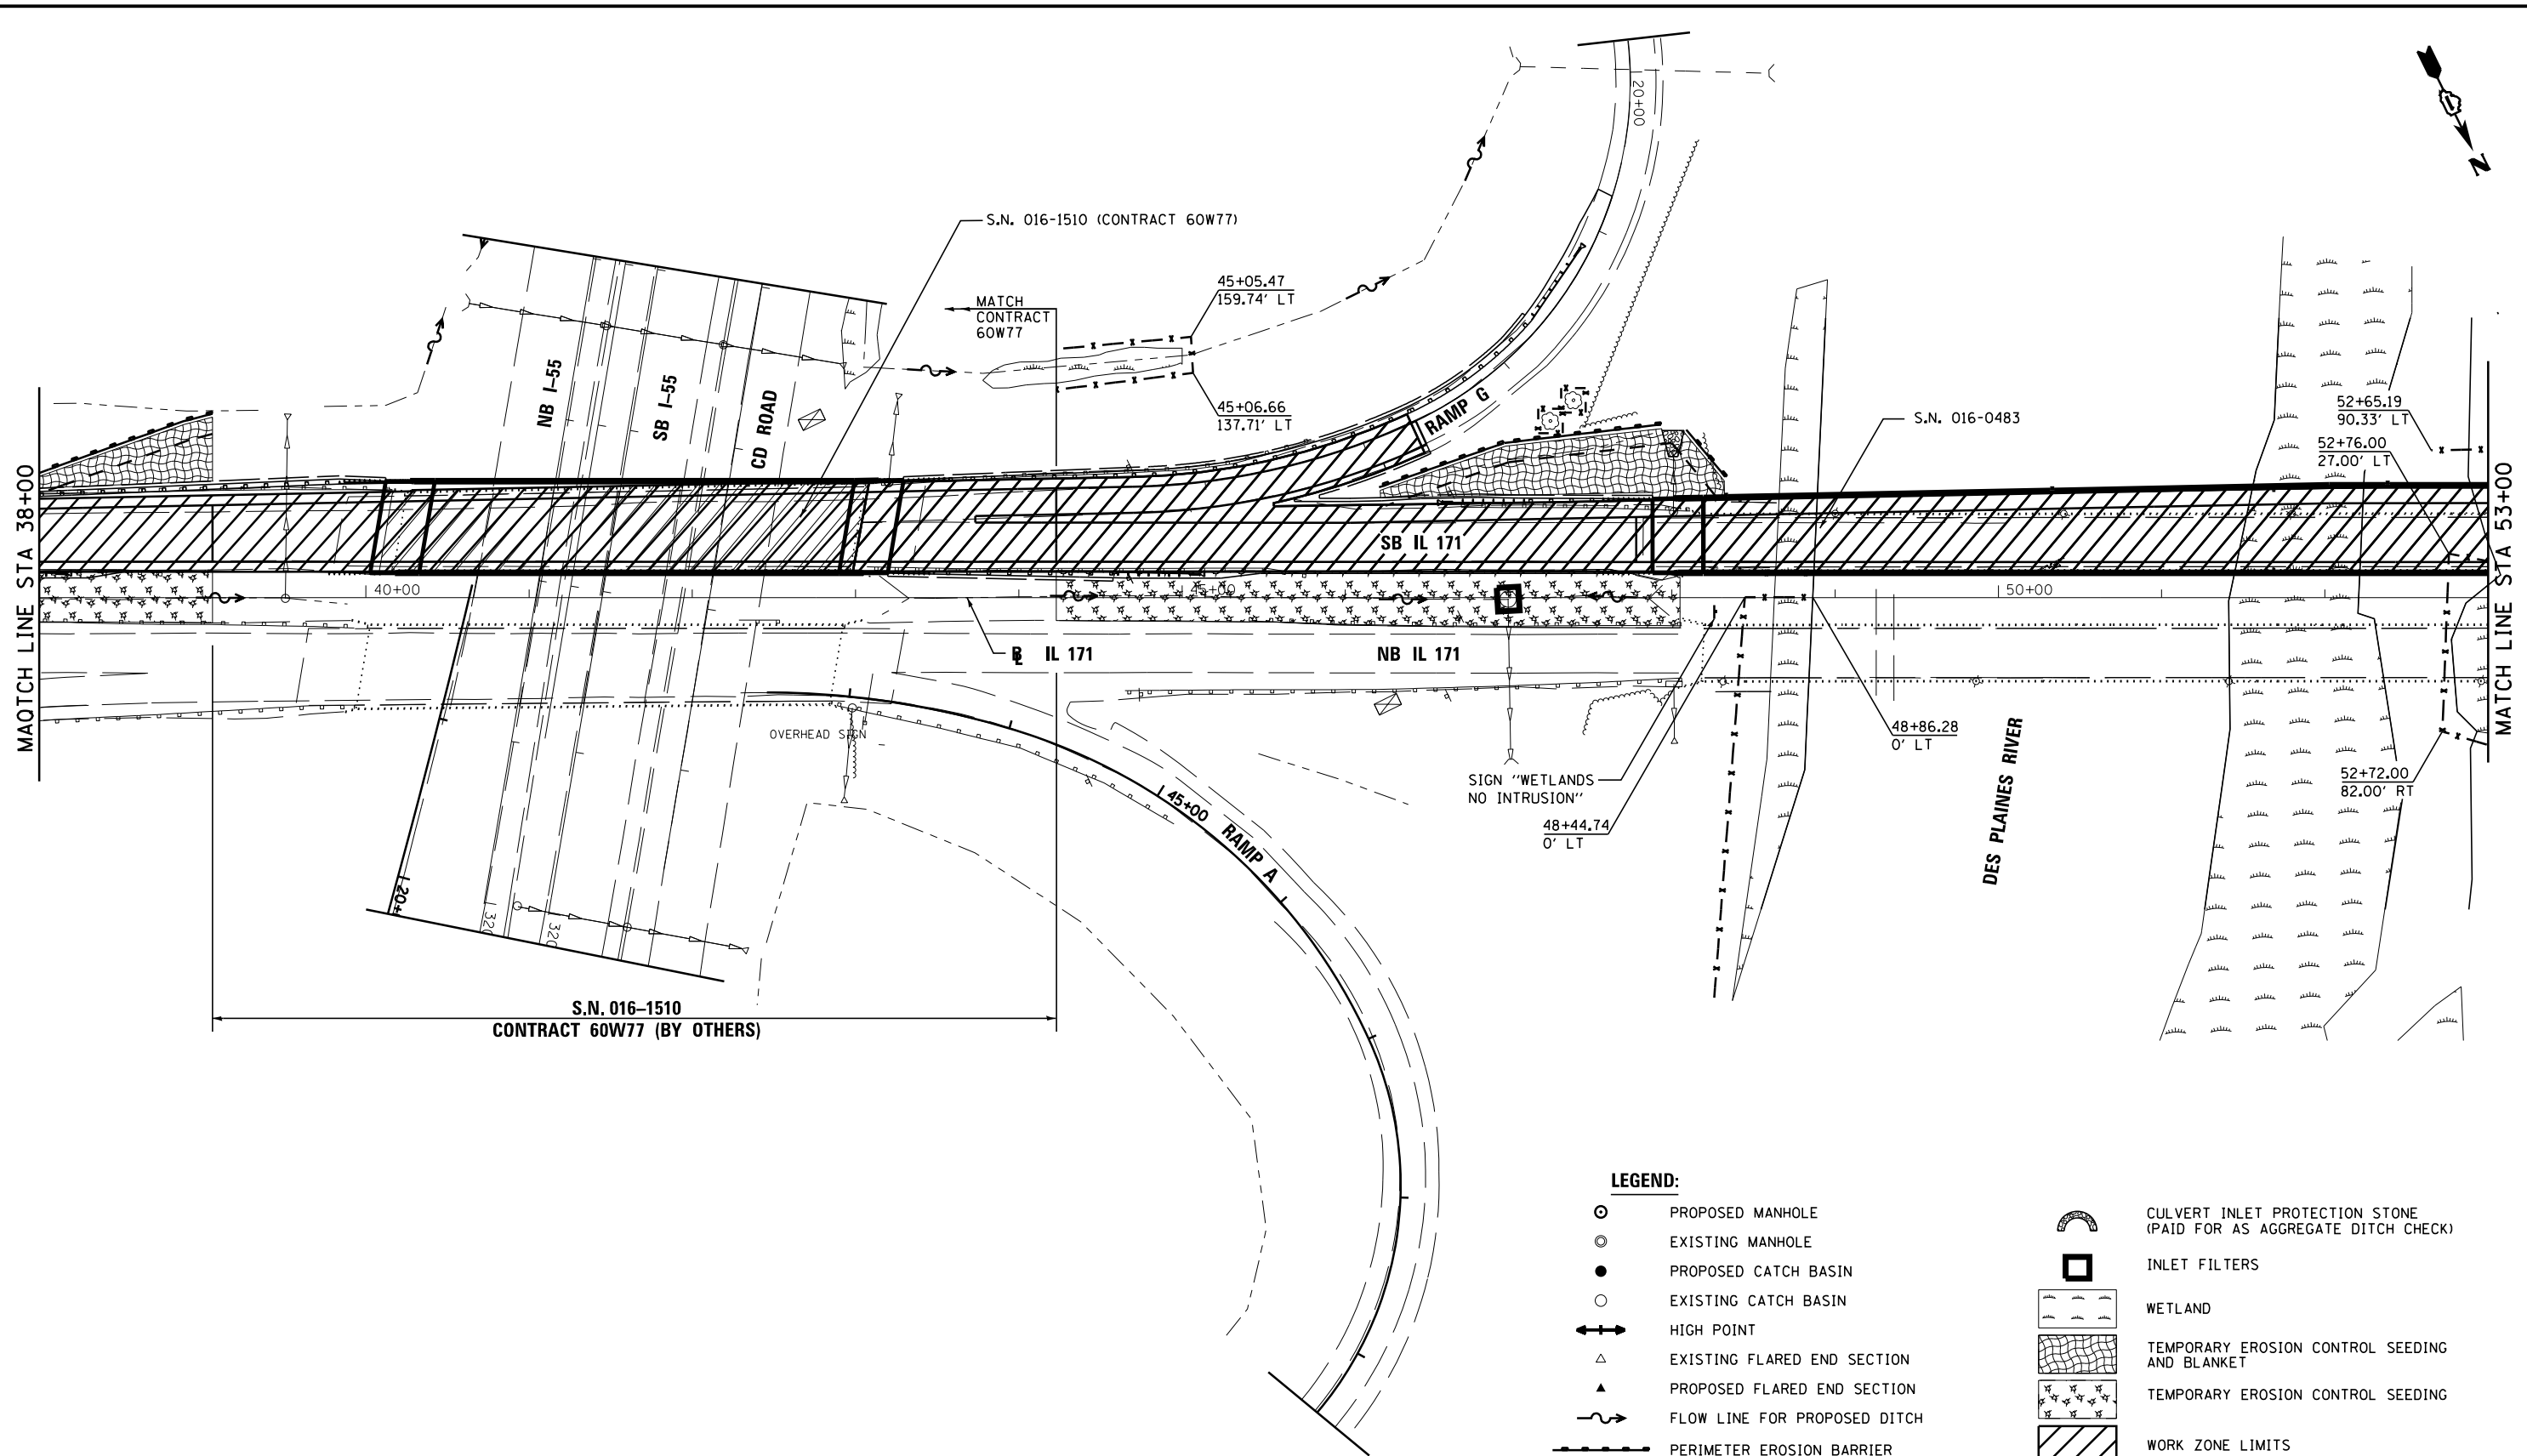 N
20+00
S.N. 016-1510 (CONTRACT 60W77)
MATCH
CONTRACT
60W77
45+05.47
159.74' LT
45+06.66
137.71' LT
NB I-55
SB I-55
CD ROAD
RAMP G
S.N. 016-0483
52+65.19
90.33' LT
52+76.00
27.00' LT
MAOTCH LINE STA 38+00
MATCH LINE STA 53+00
SB IL 171
40+00
45+00
50+00
IL 171
NB IL 171
OVERHEAD SIGN
48+86.28
0' LT
SIGN "WETLANDS
NO INTRUSION"
48+44.74
0' LT
DES PLAINES RIVER
52+72.00
82.00' RT
45+00
RAMP A
20+
320
320
S.N. 016-1510
CONTRACT 60W77 (BY OTHERS)
LEGEND:
PROPOSED MANHOLE
EXISTING MANHOLE
PROPOSED CATCH BASIN
EXISTING CATCH BASIN
HIGH POINT
EXISTING FLARED END SECTION
PROPOSED FLARED END SECTION
FLOW LINE FOR PROPOSED DITCH
PERIMETER EROSION BARRIER
CULVERT INLET PROTECTION STONE
(PAID FOR AS AGGREGATE DITCH CHECK)
INLET FILTERS
WETLAND
TEMPORARY EROSION CONTROL SEEDING
AND BLANKET
TEMPORARY EROSION CONTROL SEEDING
WORK ZONE LIMITS